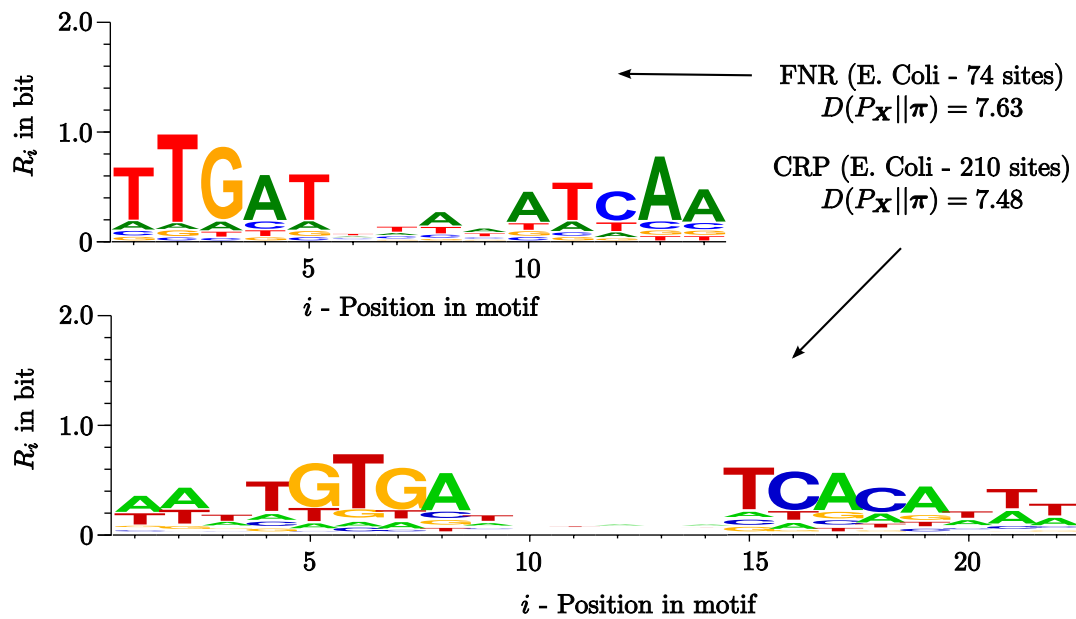 2.0
1.0
0
R_i in bit
T T G A T A A T C A A
5 10
i - Position in motif
FNR (E. Coli - 74 sites)
D(P_X||π) = 7.63
CRP (E. Coli - 210 sites)
D(P_X||π) = 7.48
2.0
1.0
0
R_i in bit
A A T G T G A T C A C A T T
5 10 15 20
i - Position in motif